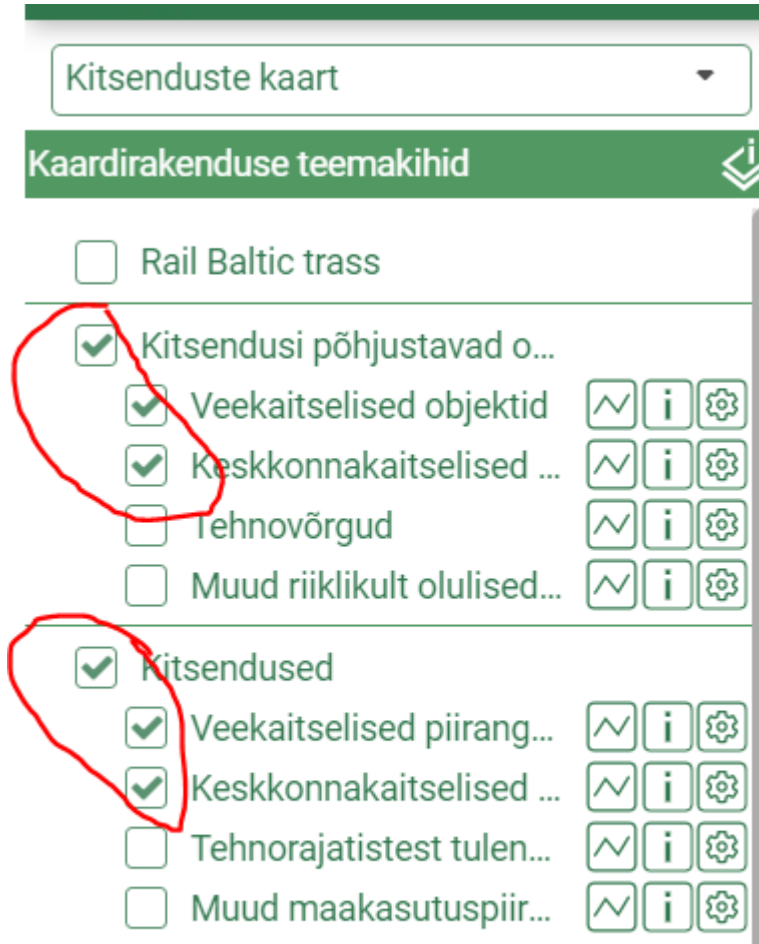 Kitsenduste kaart
Kaardirakenduse teemakihid
Rail Baltic trass
Kitsendusi põhjustavad o...
Veekaitselised objektid
Keskkonnakaitselised ...
Tehnovõrgud
Muud riiklikult olulised...
Kitsendused
Veekaitselised piirang...
Keskkonnakaitselised ...
Tehnorajatistest tulen...
Muud maakasutuspiir...